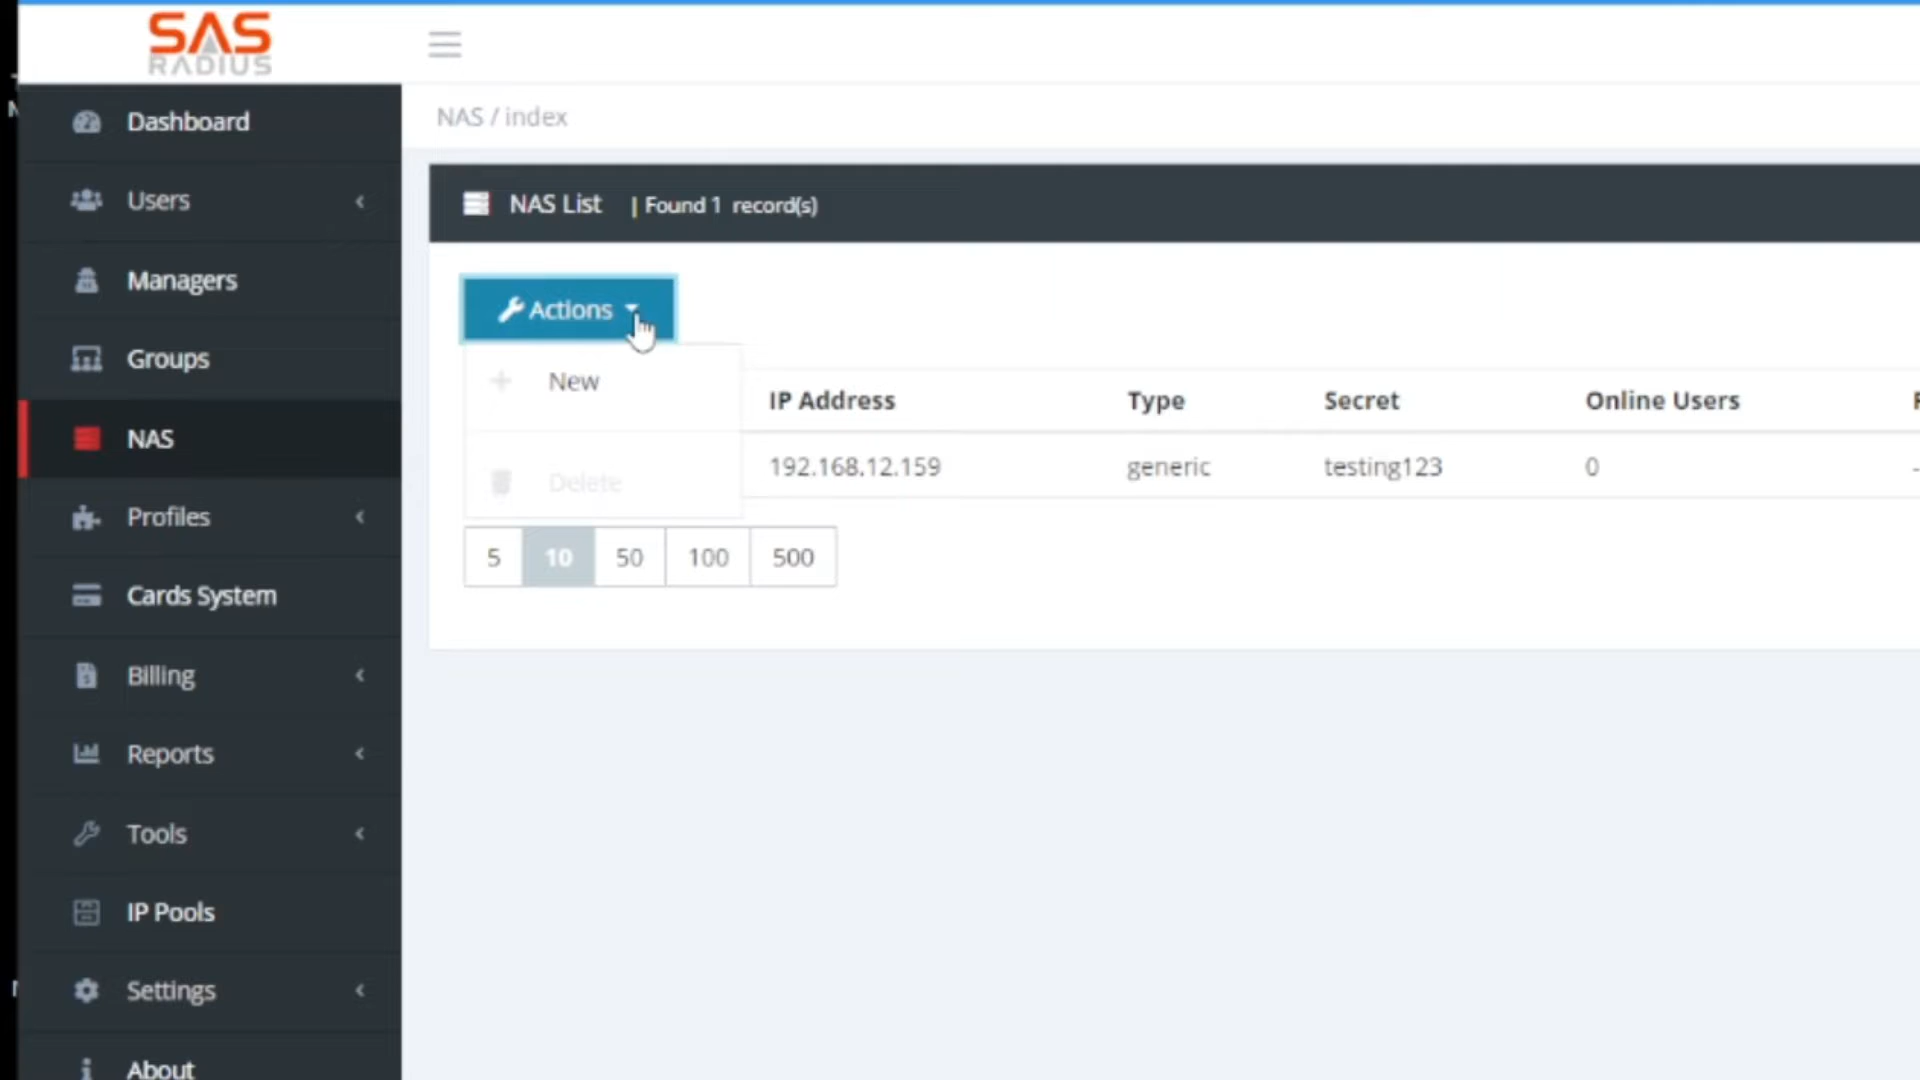 SAS
RADIUS
Dashboard
Users
Managers
Groups
NAS
Profiles
Cards System
Billing
Reports
Tools
IP Pools
Settings
About
NAS / index
NAS List | Found 1 record(s)
Actions
New
Delete
IP Address Type Secret Online Users
192.168.12.159 generic testing123 0
5 10 50 100 500